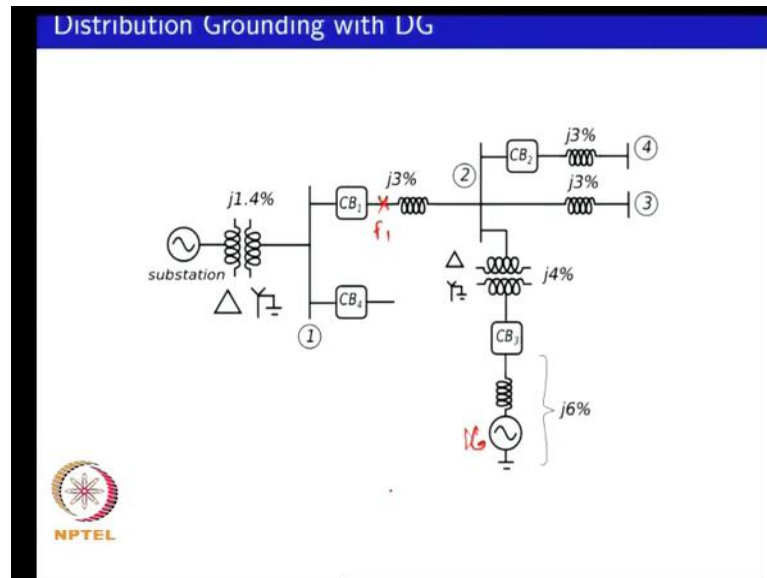 Distribution Grounding with DG
j1.4%
substation
1
CB1
f1
j3%
CB4
2
CB2
j3%
4
j3%
3
j4%
CB3
j6%
DG
NPTEL